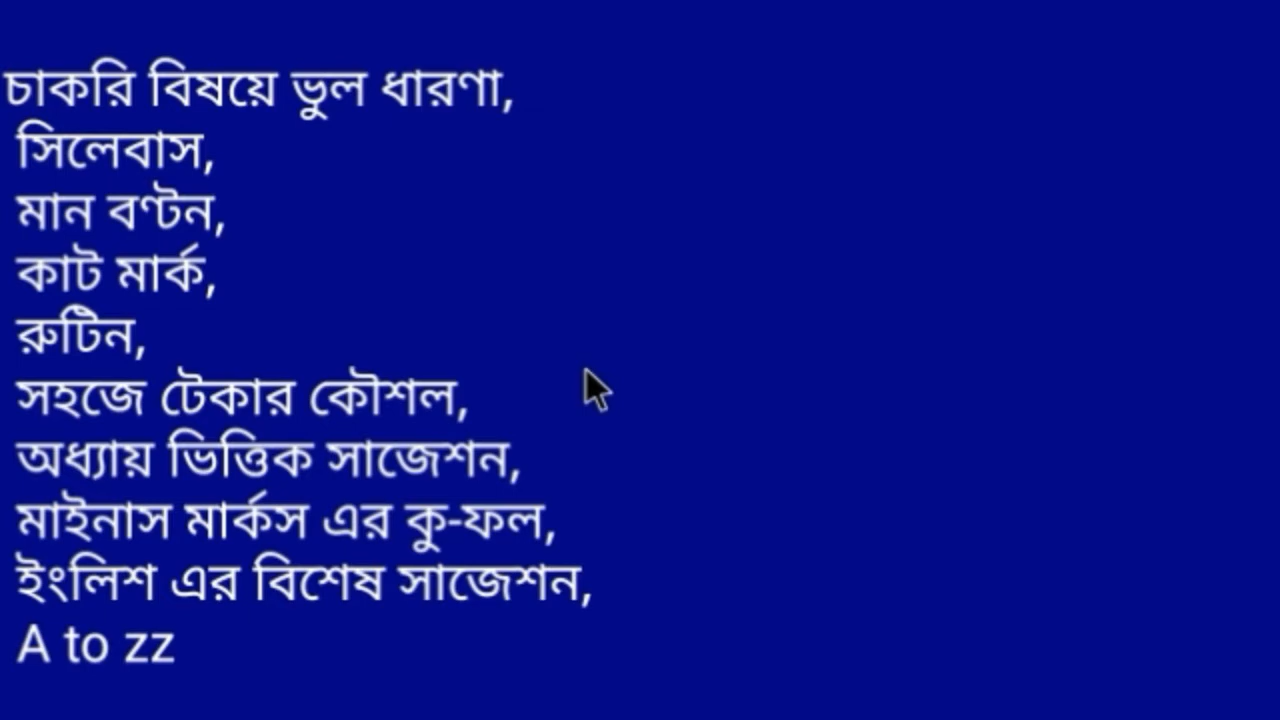 চাকরি বিষয়ে ভুল ধারণা,
সিলেবাস,
মান বণ্টন,
কাট মার্ক,
রুটিন,
সহজে টেকার কৌশল,
অধ্যায় ভিত্তিক সাজেশন,
মাইনাস মার্কস এর কু-ফল,
ইংলিশ এর বিশেষ সাজেশন,
A to zz